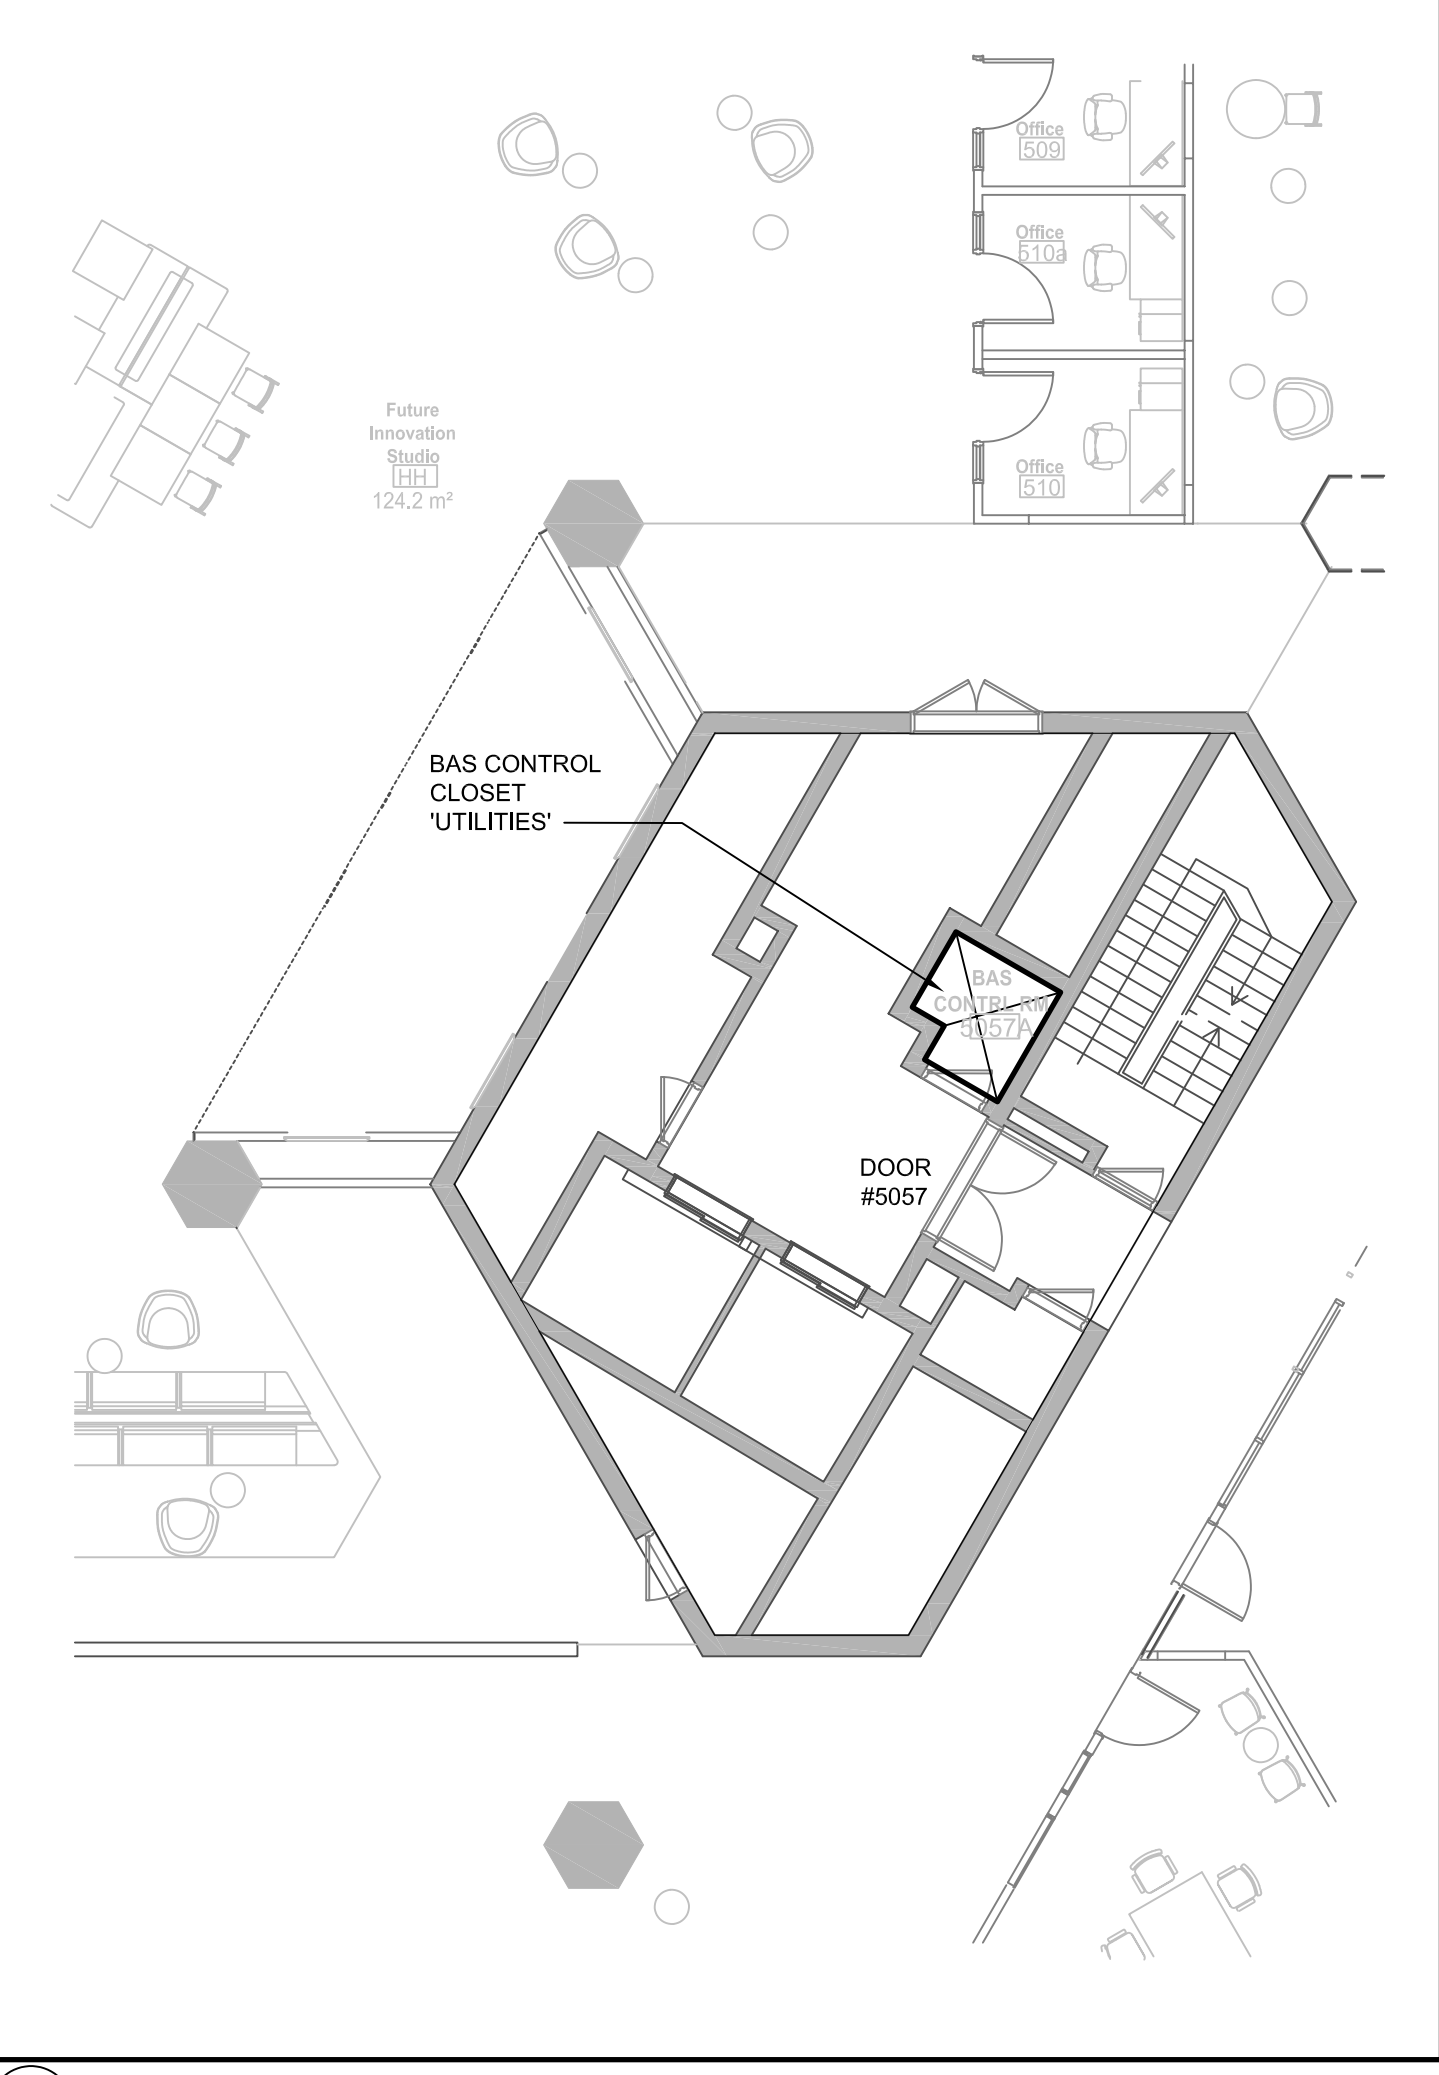 Office
509
Office
510a
Future
Innovation
Studio
HH
124.2 m²
Office
510
BAS CONTROL
CLOSET
'UTILITIES'
BAS
CONTRL RM
5057A
DOOR
#5057